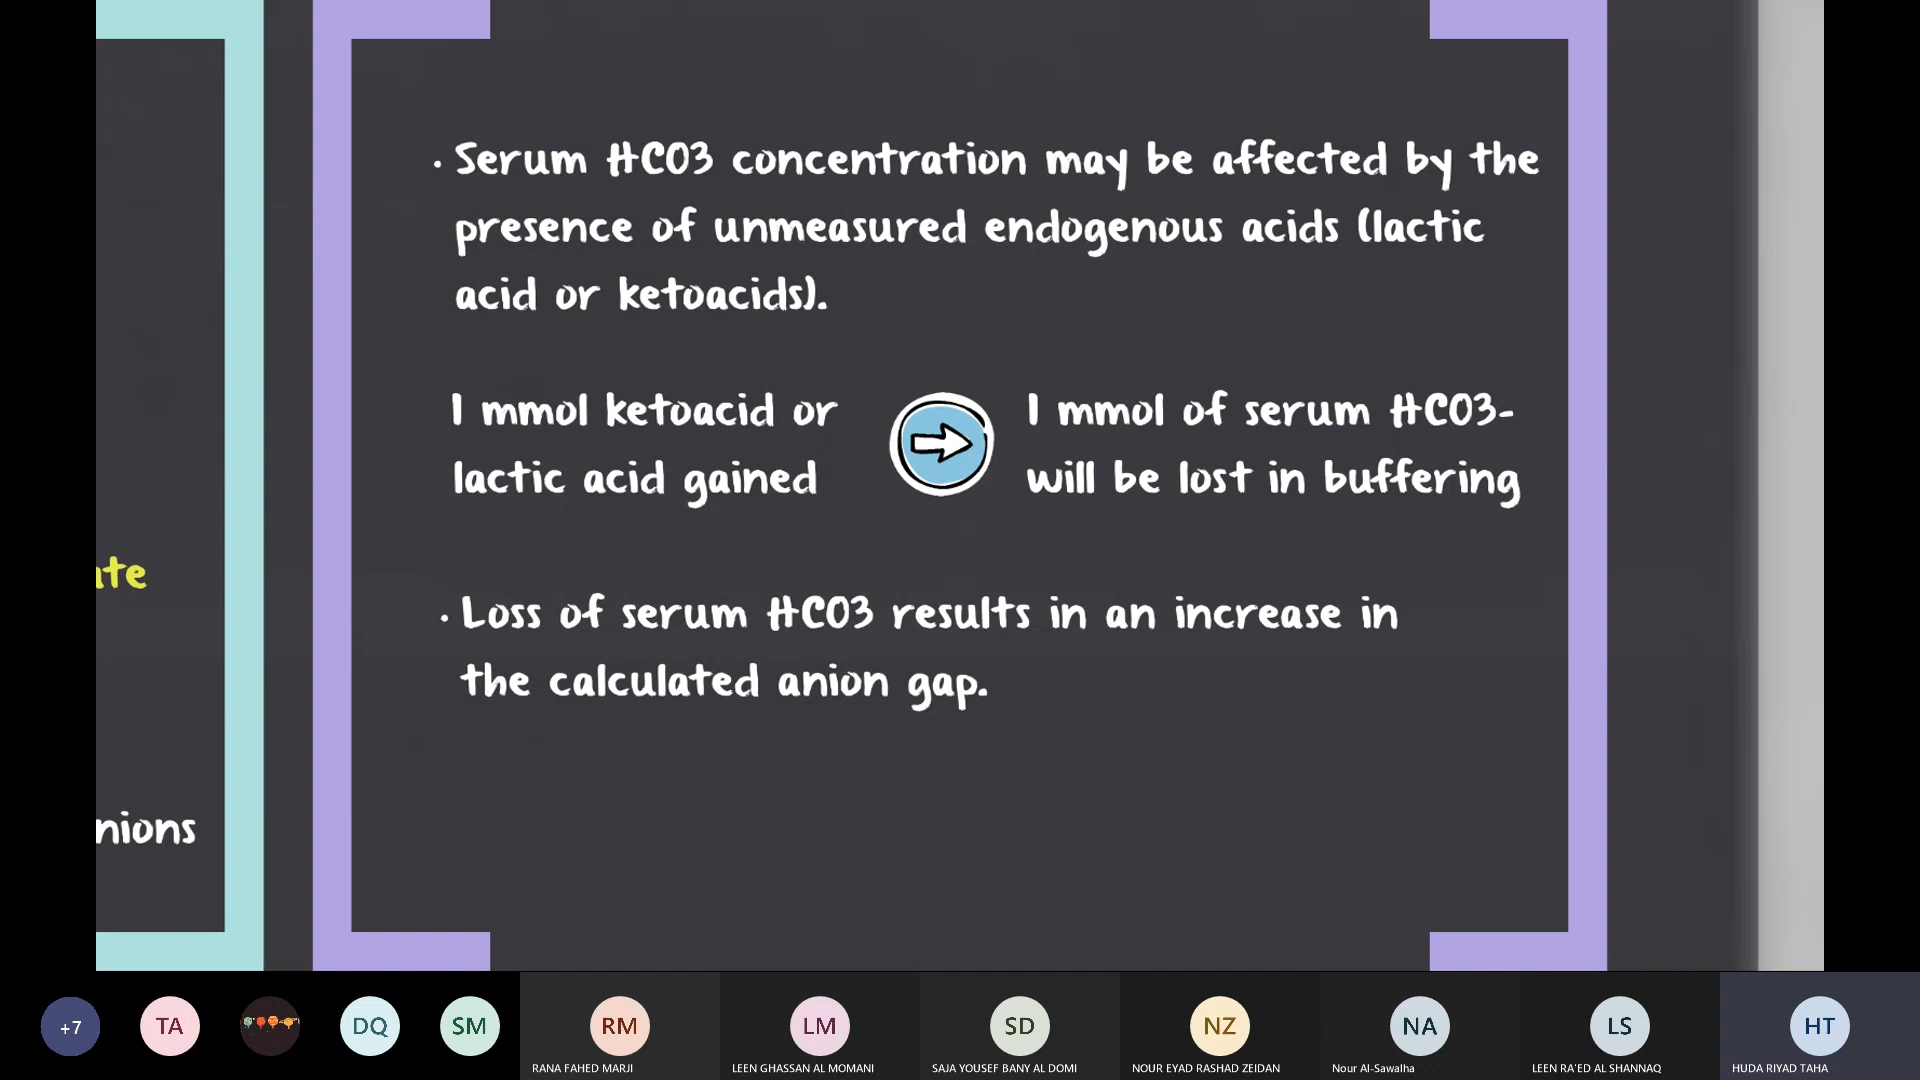 · Serum HCO3 concentration may be affected by the
presence of unmeasured endogenous acids (lactic
acid or ketoacids).
1 mmol ketoacid or
lactic acid gained
1 mmol of serum HCO3-
will be lost in buffering
ate
· Loss of serum HCO3 results in an increase in
the calculated anion gap.
nions
+7
TA
DQ
SM
RM
LM
SD
NZ
NA
LS
HT
RANA FAHED MARJI
LEEN GHASSAN AL MOMANI
SAJA YOUSEF BANY AL DOMI
NOUR EYAD RASHAD ZEIDAN
Nour Al-Sawalha
LEEN RA'ED AL SHANNAQ
HUDA RIYAD TAHA